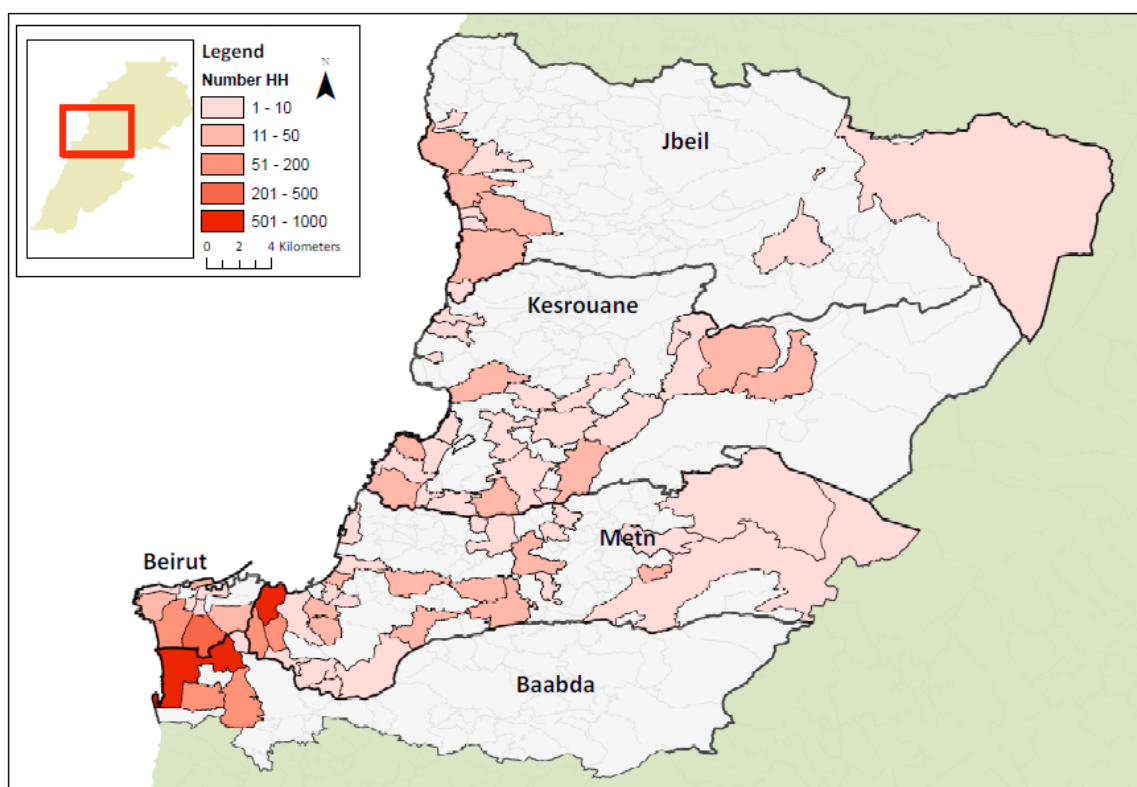 Legend
Number HH
N
1 - 10
11 - 50
51 - 200
201 - 500
501 - 1000
0 2 4 Kilometers
Jbeil
Kesrouane
Metn
Beirut
Baabda